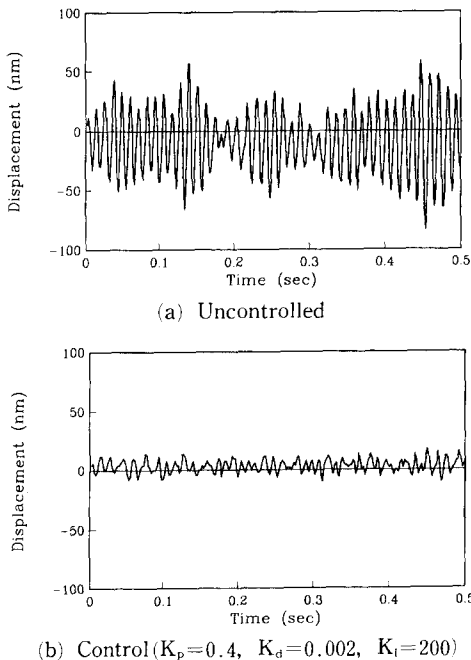 100
50
0
-50
-100
Displacement (nm)
0 0.1 0.2 0.3 0.4 0.5
Time (sec)
(a) Uncontrolled
100
50
0
-50
-100
Displacement (nm)
0 0.1 0.2 0.3 0.4 0.5
Time (sec)
(b) Control(Kp=0.4, Kd=0.002, KI=200)